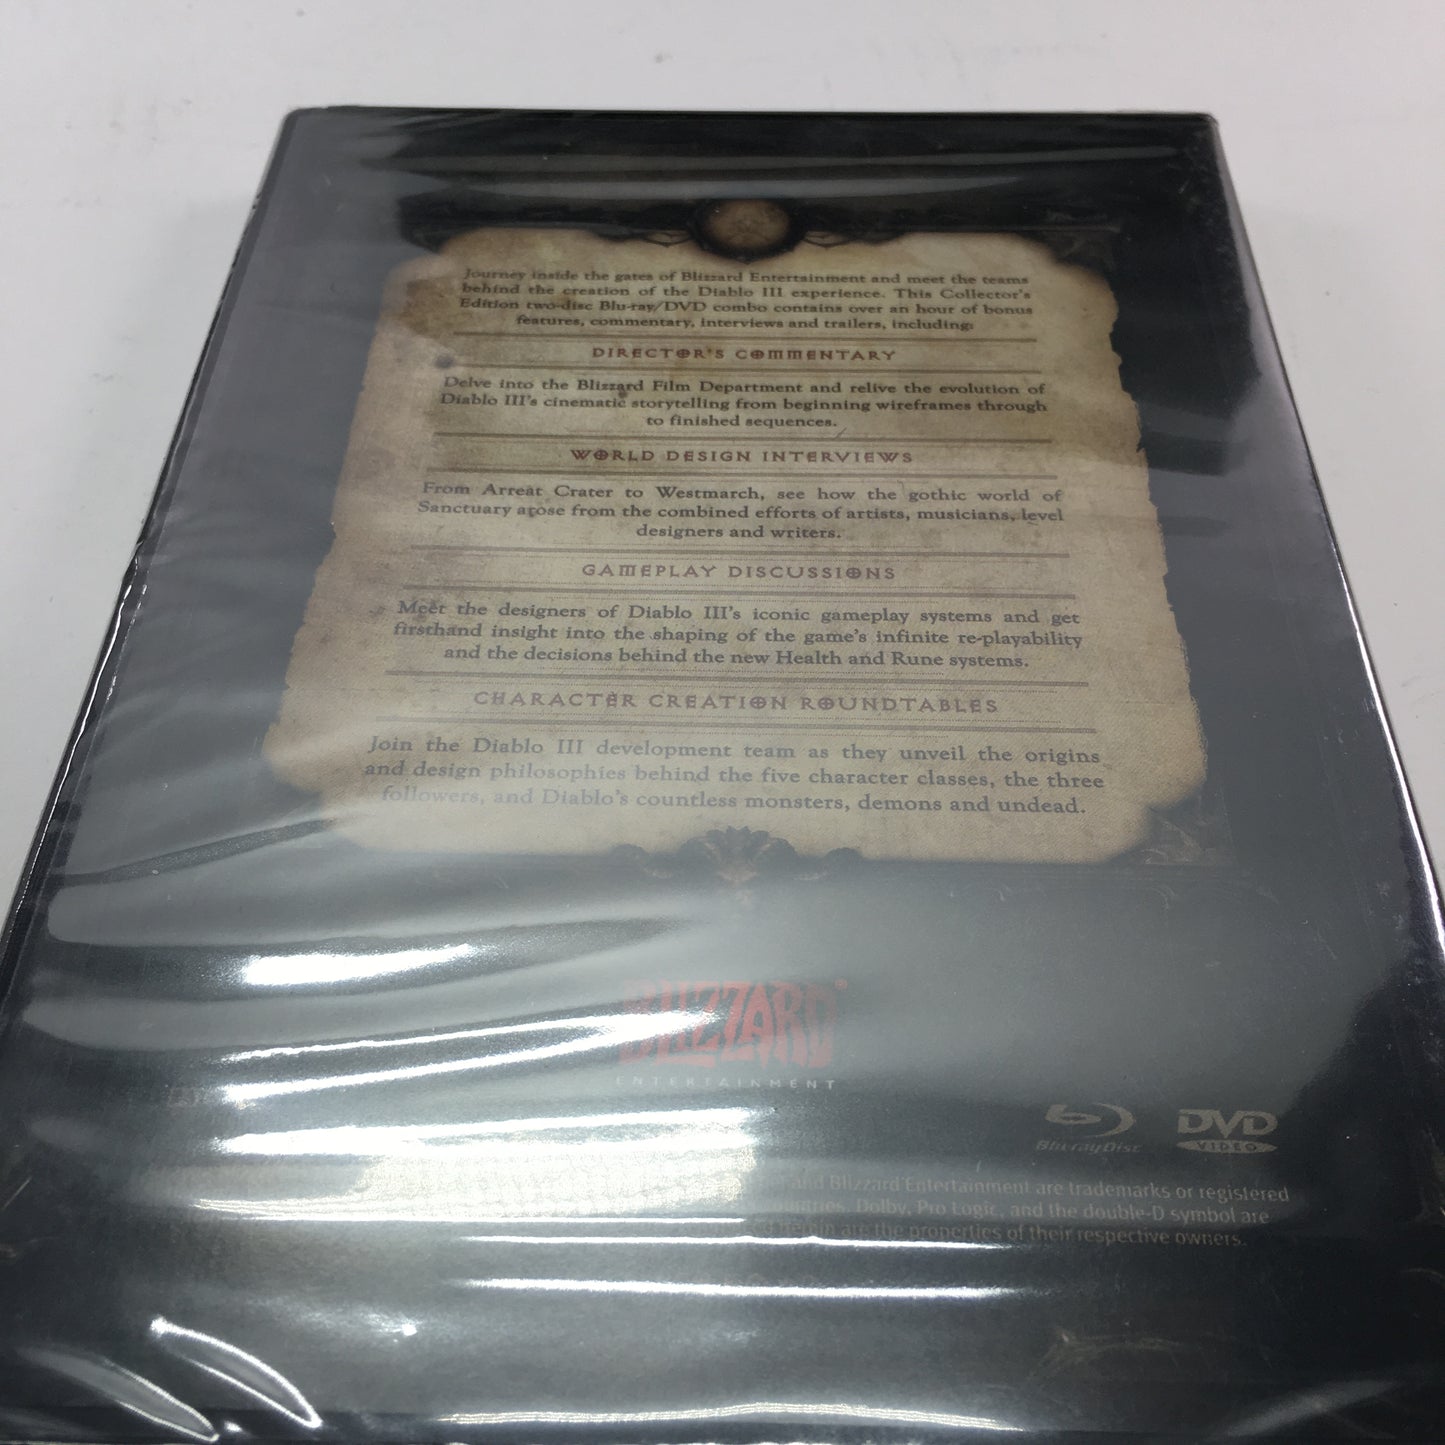 Journey inside the gates of Blizzard Entertainment and meet the teams
behind the creation of the Diablo III experience. This Collector's
Edition two-disc Blu-ray/DVD combo contains over an hour of bonus
features, commentary, interviews and trailers, including:
DIRECTOR'S COMMENTARY
Delve into the Blizzard Film Department and relive the evolution of
Diablo III's cinematic storytelling from beginning wireframes through
to finished sequences.
WORLD DESIGN INTERVIEWS
From Arreat Crater to Westmarch, see how the gothic world of
Sanctuary arose from the combined efforts of artists, musicians, level
designers and writers.
GAMEPLAY DISCUSSIONS
Meet the designers of Diablo III's iconic gameplay systems and get
firsthand insight into the shaping of the game's infinite re-playability
and the decisions behind the new Health and Rune systems.
CHARACTER CREATION ROUNDTABLES
Join the Diablo III development team as they unveil the origins
and design philosophies behind the five character classes, the three
followers, and Diablo's countless monsters, demons and undead.
BLIZZARD
ENTERTAINMENT
Blu-ray Disc
DVD
VIDEO
and Blizzard Entertainment are trademarks or registered
Dolby, Pro Logic, and the double-D symbol are
are the properties of their respective owners.